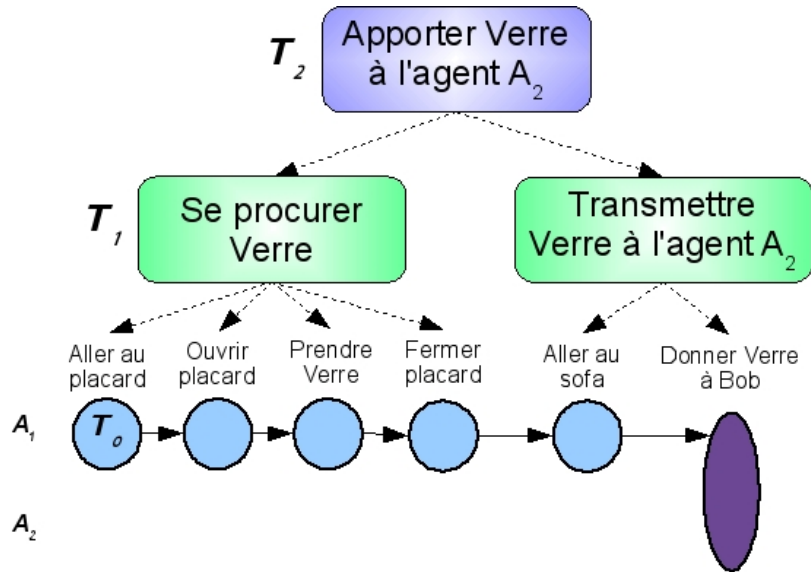 T2
Apporter Verre
à l'agent A2
T1
Se procurer
Verre
Transmettre
Verre à l'agent A2
Aller au
placard
Ouvrir
placard
Prendre
Verre
Fermer
placard
Aller au
sofa
Donner Verre
à Bob
A1
T0
A2